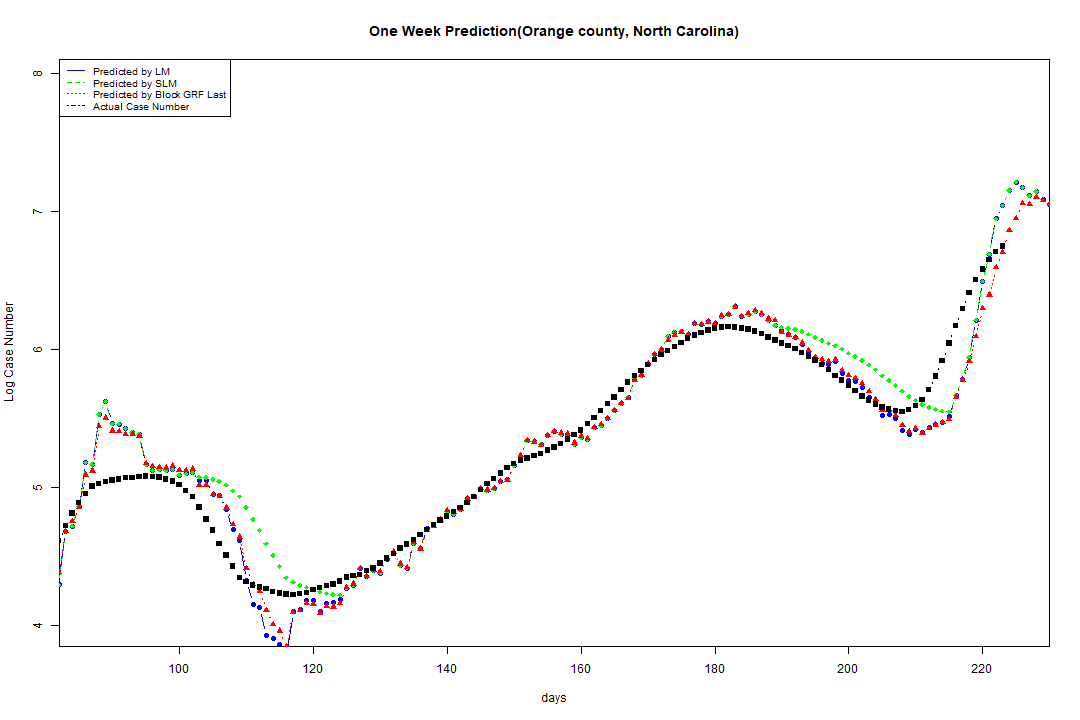 One Week Prediction(Orange county, North Carolina)
Predicted by LM
Predicted by SLM
Predicted by Block GRF Last
Actual Case Number
Log Case Number
8
7
6
5
4
100 120 140 160 180 200 220
days